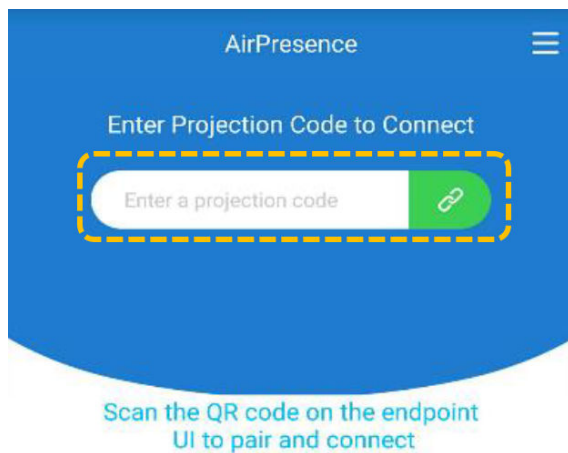 AirPresence
Enter Projection Code to Connect
Enter a projection code
Scan the QR code on the endpoint
UI to pair and connect